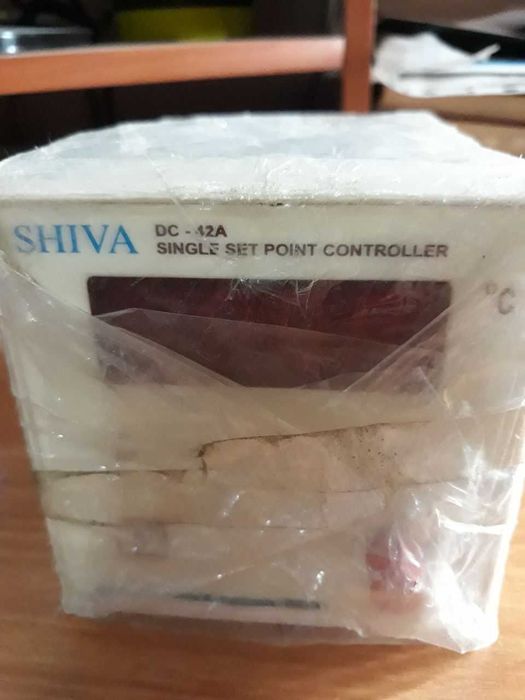 SHIVA
DC - 42A
SINGLE SET POINT CONTROLLER
°C